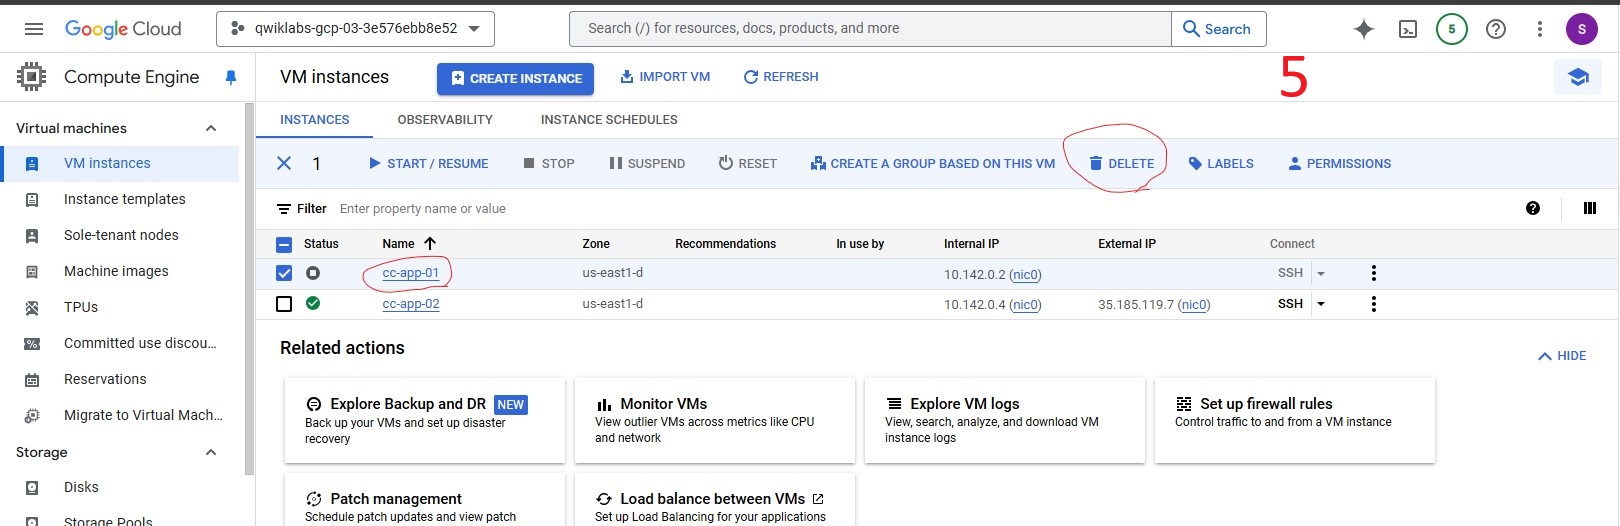 Google Cloud
qwiklabs-gcp-03-3e576ebb8e52
Search (/) for resources, docs, products, and more
Search
5
S
Compute Engine
VM instances
CREATE INSTANCE
IMPORT VM
REFRESH
5
Virtual machines
VM instances
Instance templates
Sole-tenant nodes
Machine images
TPUs
Committed use discou...
Reservations
Migrate to Virtual Mach...
Storage
Disks
Storage Pools
INSTANCES
OBSERVABILITY
INSTANCE SCHEDULES
1
START / RESUME
STOP
SUSPEND
RESET
CREATE A GROUP BASED ON THIS VM
DELETE
LABELS
PERMISSIONS
Filter Enter property name or value
Status Name Zone Recommendations In use by Internal IP External IP Connect
cc-app-01 us-east1-d 10.142.0.2 (nic0) SSH
cc-app-02 us-east1-d 10.142.0.4 (nic0) 35.185.119.7 (nic0) SSH
Related actions
HIDE
Explore Backup and DR NEW
Back up your VMs and set up disaster
recovery
Monitor VMs
View outlier VMs across metrics like CPU
and network
Explore VM logs
View, search, analyze, and download VM
instance logs
Set up firewall rules
Control traffic to and from a VM instance
Patch management
Schedule patch updates and view patch
Load balance between VMs
Set up Load Balancing for your applications